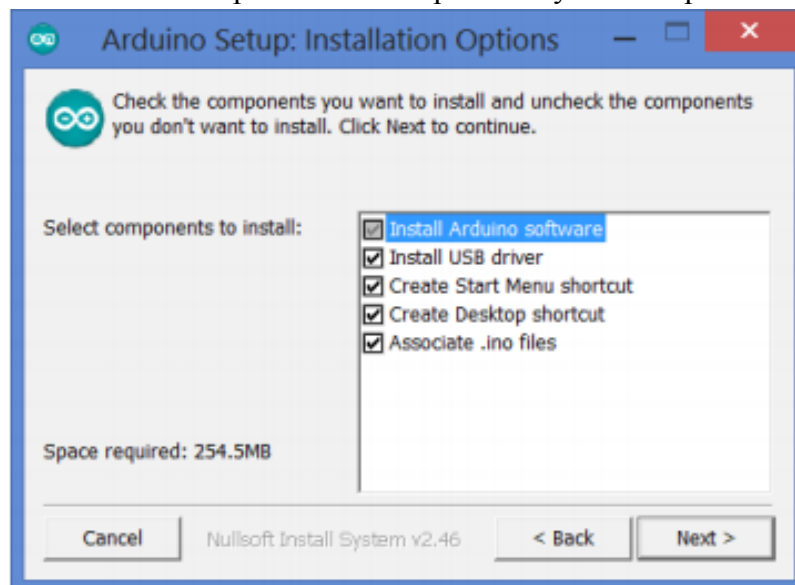 Arduino Setup: Installation Options
Check the components you want to install and uncheck the components
you don't want to install. Click Next to continue.
Select components to install:
Install Arduino software
Install USB driver
Create Start Menu shortcut
Create Desktop shortcut
Associate .ino files
Space required: 254.5MB
Cancel
Nullsoft Install System v2.46
< Back
Next >